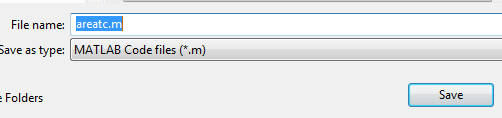 File name: areatc.m
Save as type: MATLAB Code files (*.m)
Folders Save